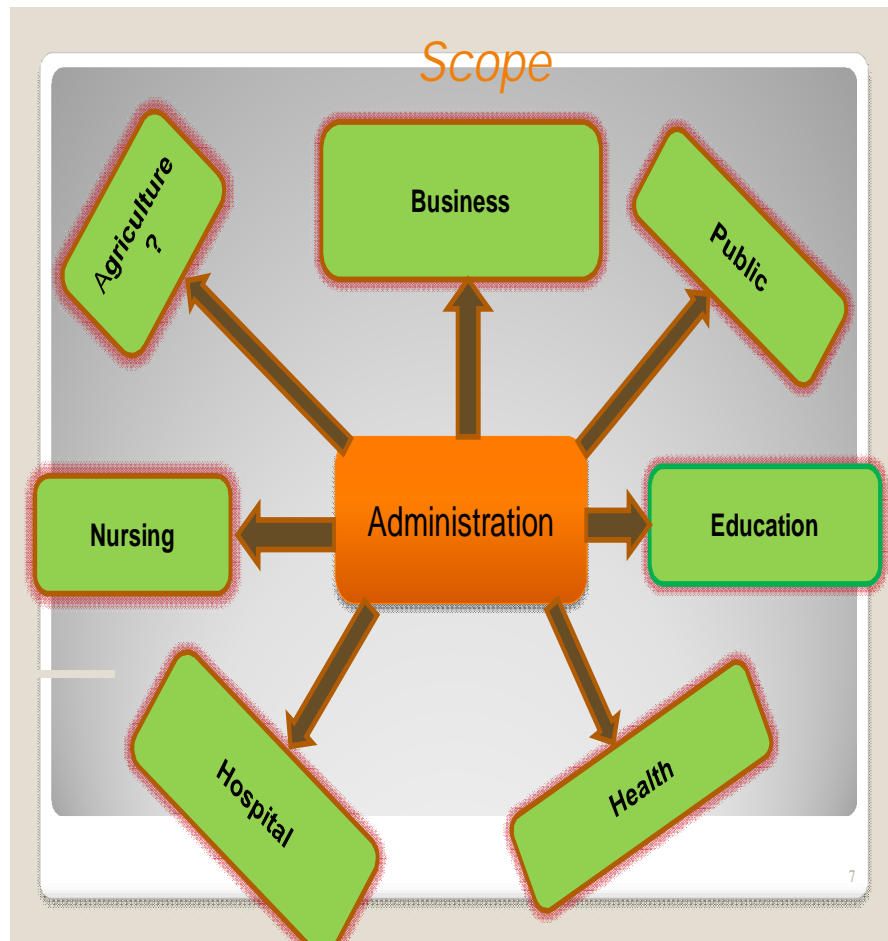 Scope
Agriculture
?
Business
Public
Nursing
Administration
Education
Hospital
Health
7